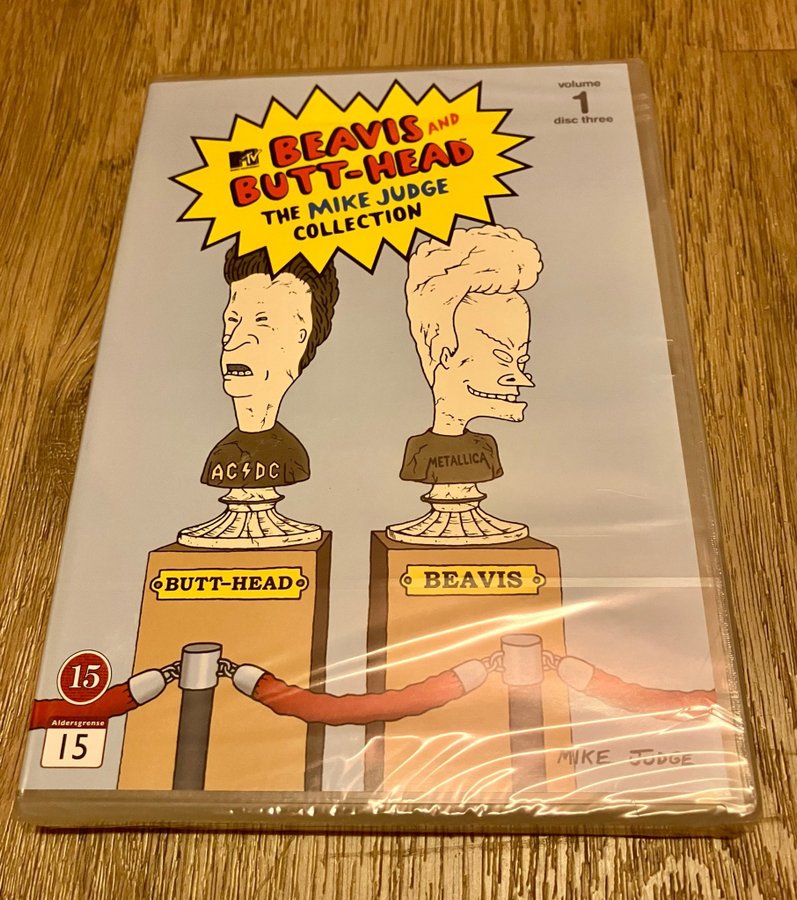 volume
1
disc three
MTV
BEAVIS AND
BUTT-HEAD™
THE MIKE JUDGE
COLLECTION
AC⚡DC
METALLICA
BUTT-HEAD
BEAVIS
15
Aldersgrense
15
MIKE JUDGE